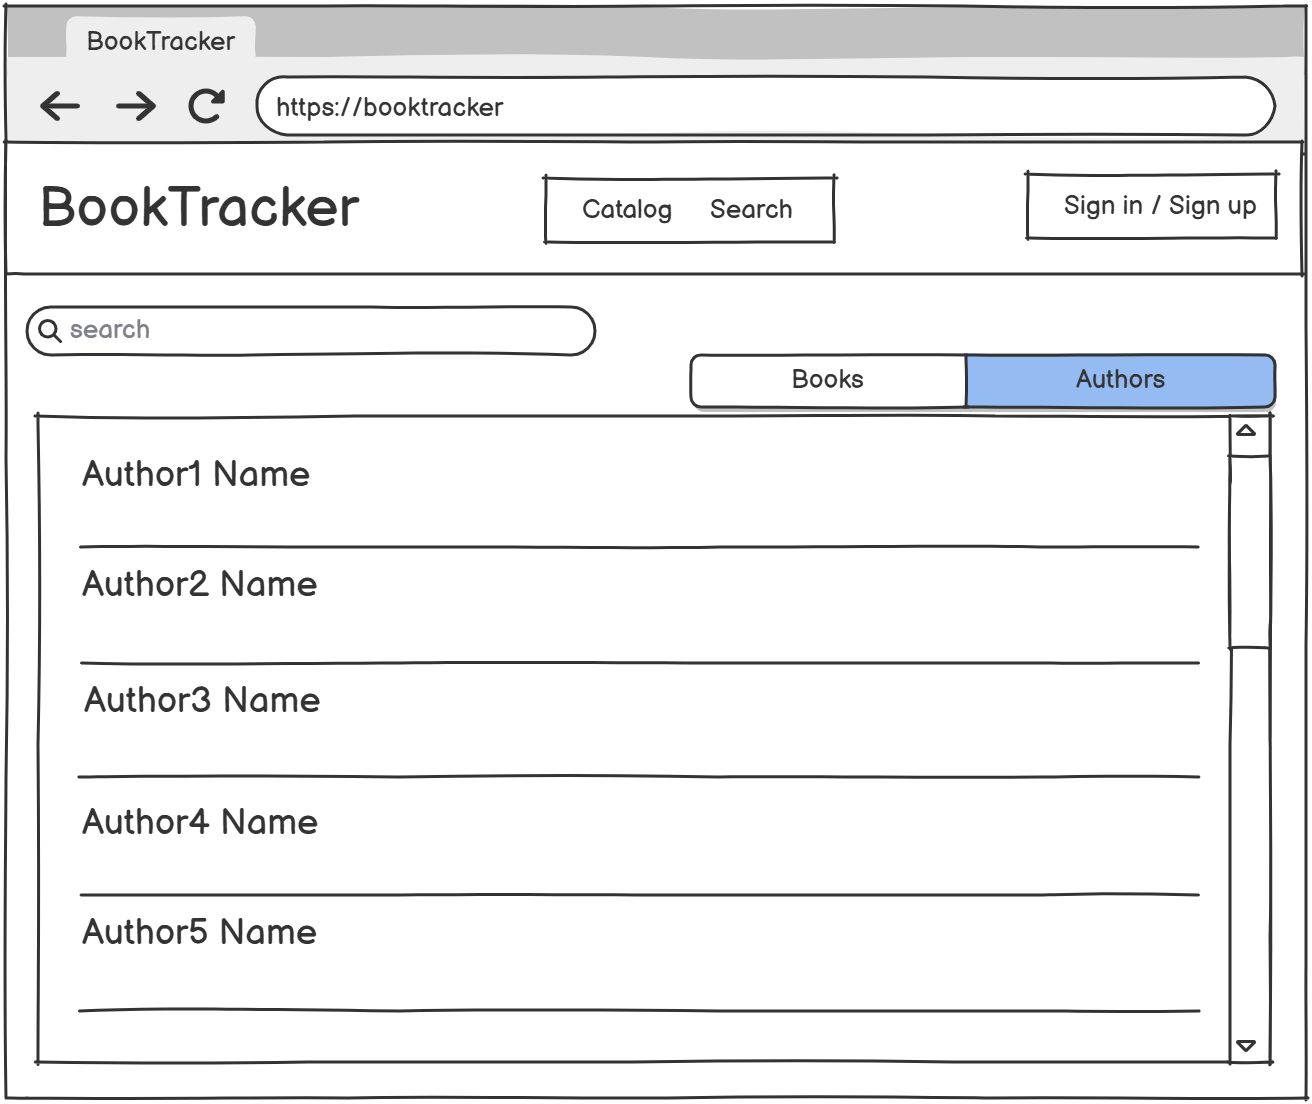 BookTracker
https://booktracker
BookTracker
Catalog Search
Sign in / Sign up
search
Books
Authors
Author1 Name
Author2 Name
Author3 Name
Author4 Name
Author5 Name